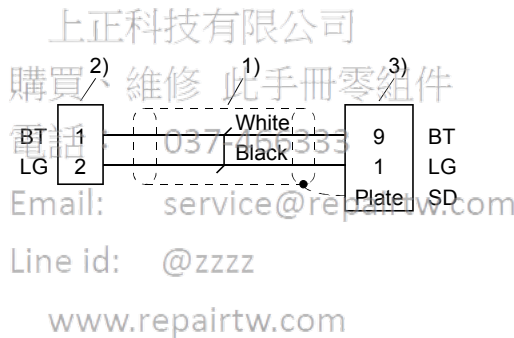 上正科技有限公司
購買、維修 此手冊零組件
2) 1) 3)
電話： 037-466333
White
BT 1 9 BT
Black
LG 2 1 LG
Plate SD
Email: service@repairtw.com
Line id: @zzzz
www.repairtw.com